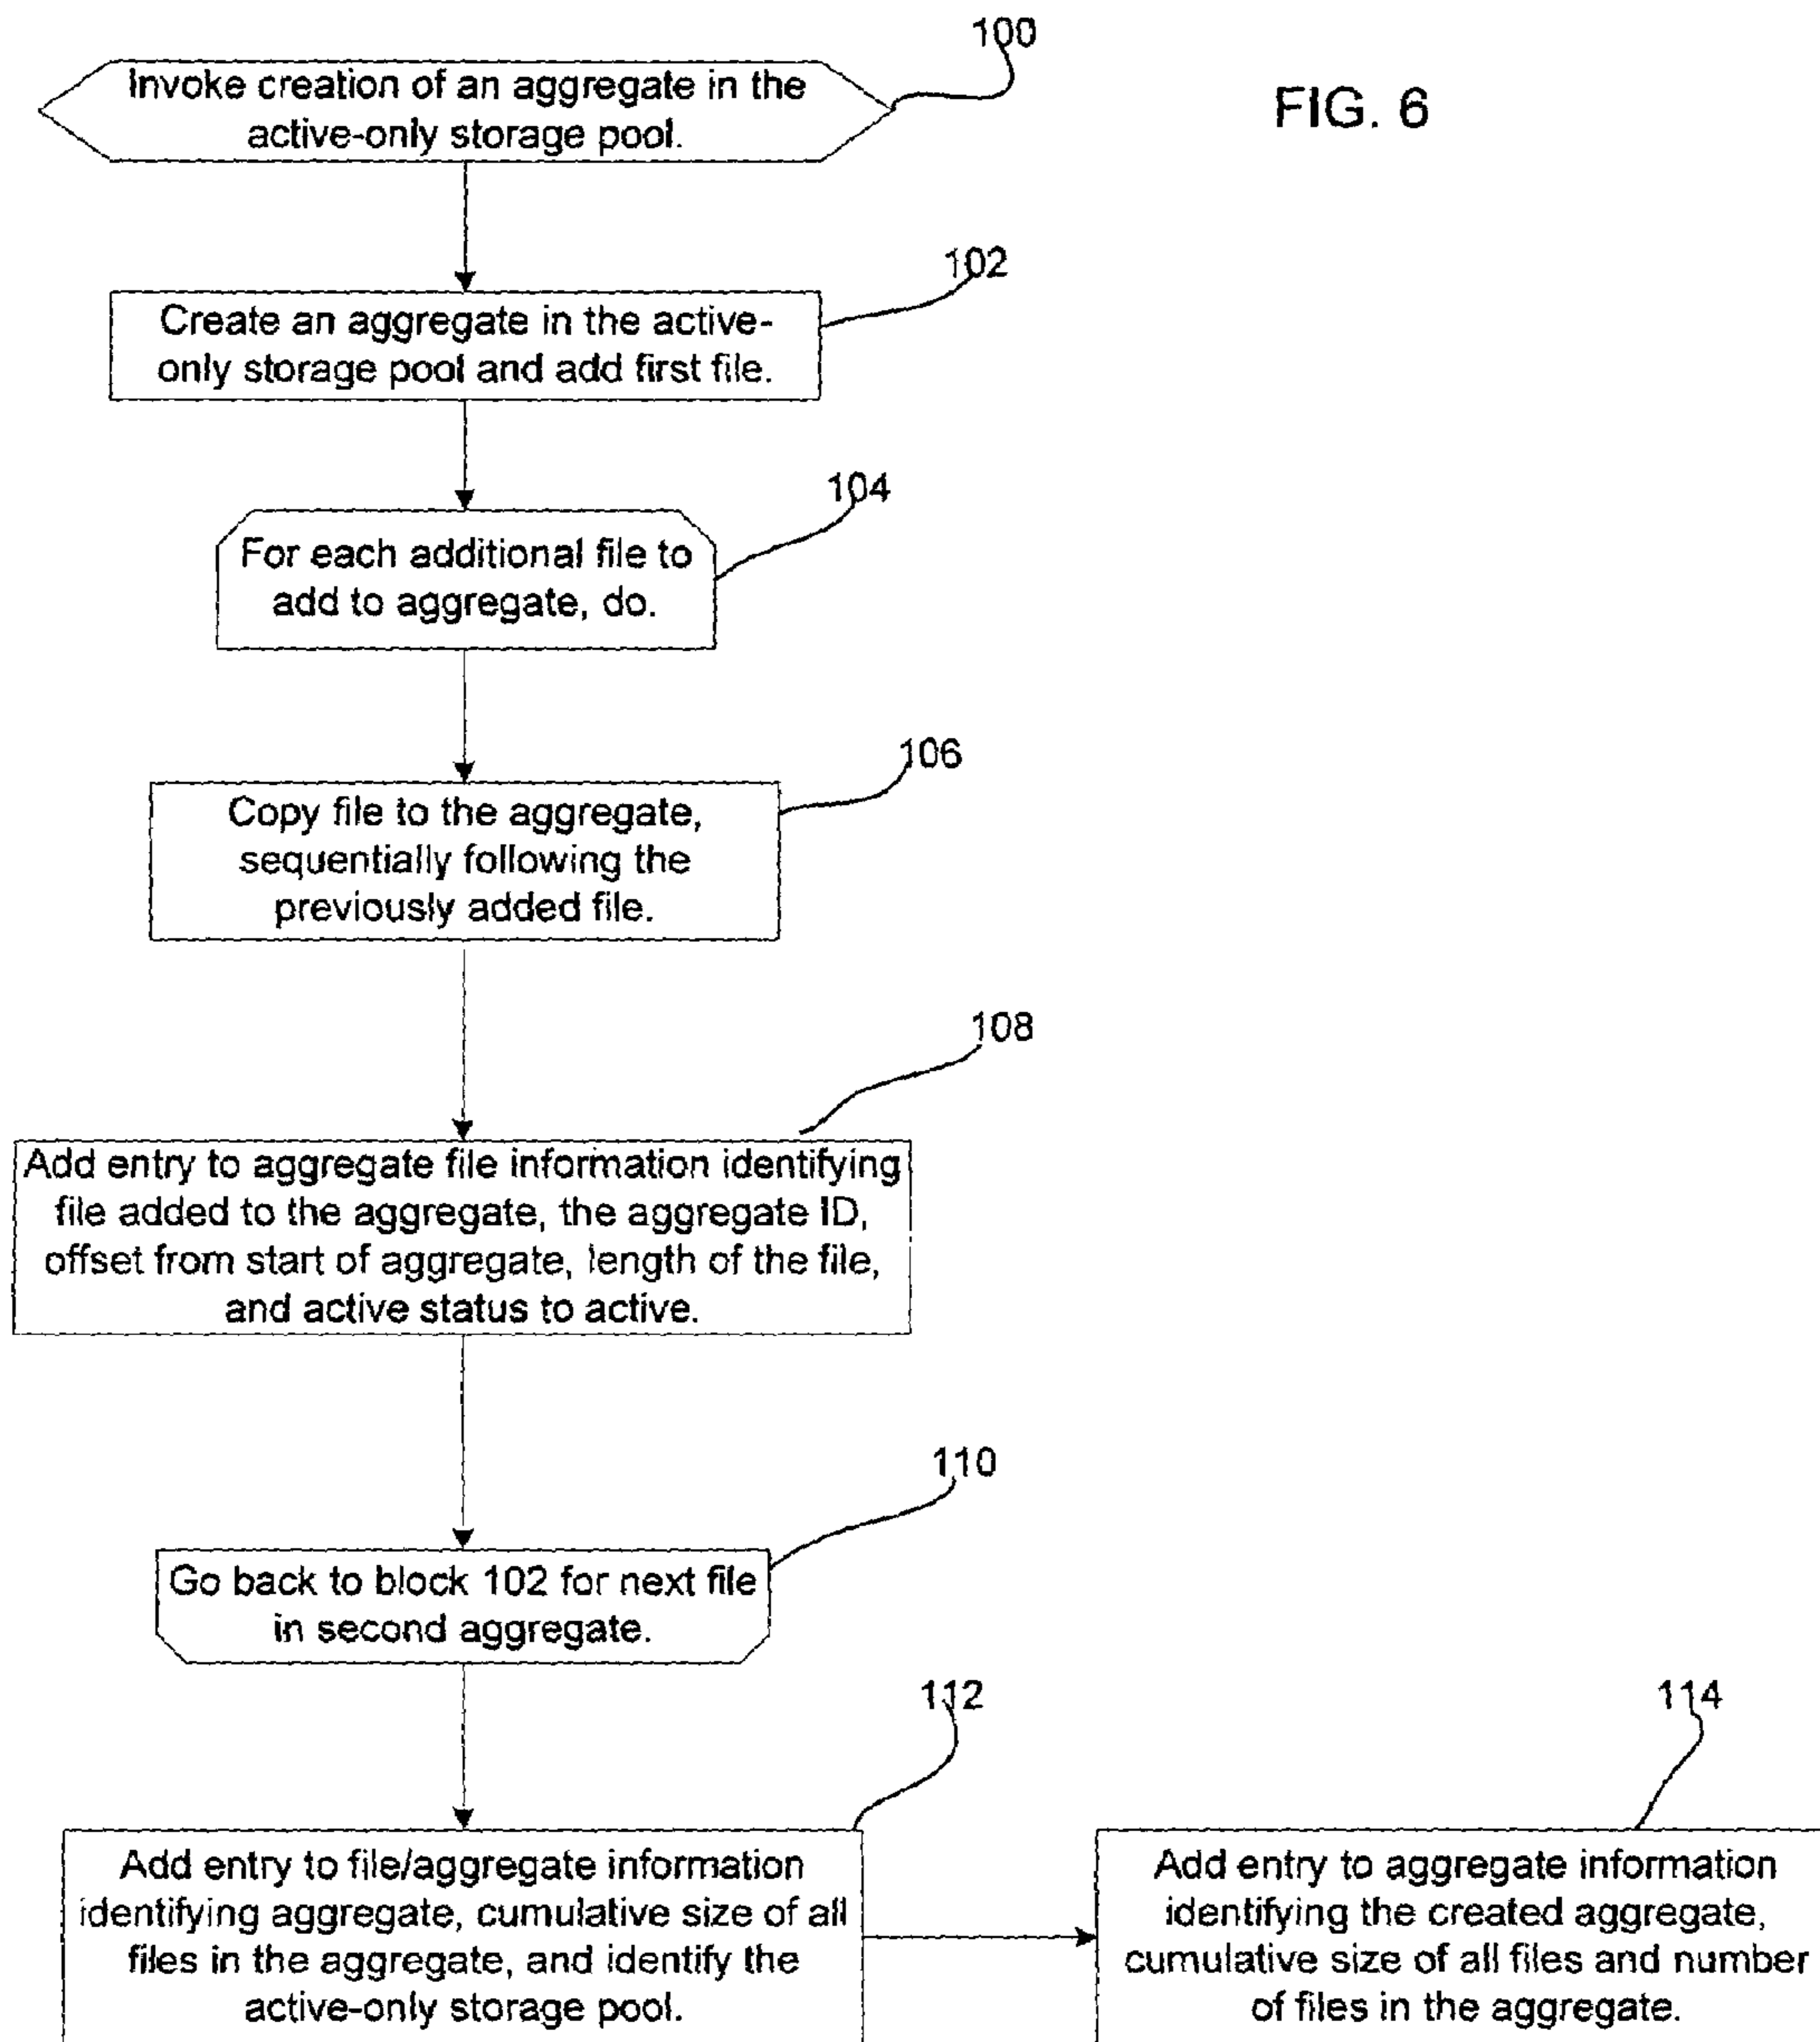 100
Invoke creation of an aggregate in the
active-only storage pool.
FIG. 6
102
Create an aggregate in the active-
only storage pool and add first file.
104
For each additional file to
add to aggregate, do.
106
Copy file to the aggregate,
sequentially following the
previously added file.
108
Add entry to aggregate file information identifying
file added to the aggregate, the aggregate ID,
offset from start of aggregate, length of the file,
and active status to active.
110
Go back to block 102 for next file
in second aggregate.
112
Add entry to file/aggregate information
identifying aggregate, cumulative size of all
files in the aggregate, and identify the
active-only storage pool.
114
Add entry to aggregate information
identifying the created aggregate,
cumulative size of all files and number
of files in the aggregate.